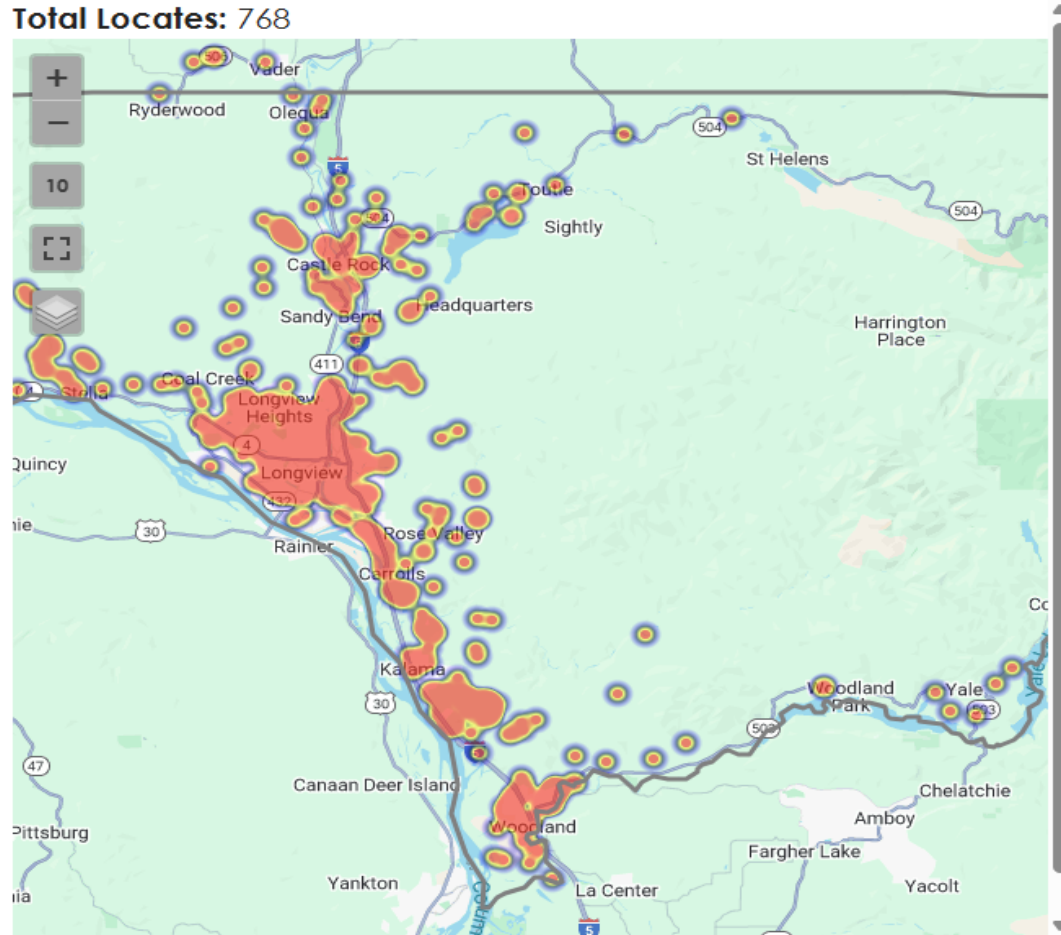 Total Locates: 768
+
506
Vader
−
Ryderwood
Olequa
504
St Helens
5
10
Toutle
504
504
Sightly
Castle Rock
Headquarters
Sandy Bend
Harrington
Place
411
Coal Creek
4
Stella
Longview
Heights
4
Quincy
Longview
432
30
Rose Valley
Rainier
Carrolls
Kalama
Woodland
Park
Yale
503
30
503
5
47
Canaan
Deer Island
Chelatchie
Amboy
Woodland
Pittsburg
Fargher Lake
Yankton
La Center
Yacolt
5